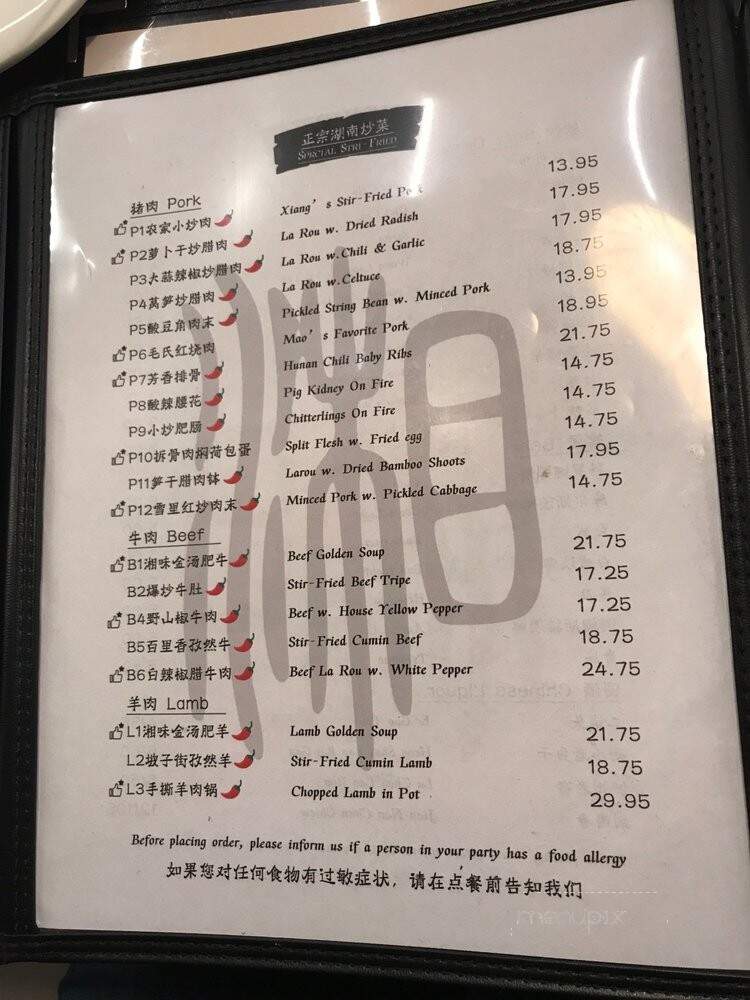 正宗湖南炒菜
SPECIAL STRI-FRIED
猪肉 Pork
P1农家小炒肉 Xiang's Stir-Fried 13.95
P2萝卜干炒腊肉 La Rou w. Dried Radish 17.95
P3大蒜辣椒炒腊肉 La Rou w.Chili & Garlic 17.95
P4莴笋炒腊肉 La Rou w.Celtuce 18.75
P5酸豆角肉末 Pickled String Bean w. Minced Pork 13.95
P6毛氏红烧肉 Mao's Favorite Pork 18.95
P7芳香排骨 Hunan Chili Baby Ribs 21.75
P8酸辣腰花 Pig Kidney On Fire 14.75
P9小炒肥肠 Chitterlings On Fire 14.75
P10拆骨肉焖荷包蛋 Split Flesh w. Fried egg 14.75
P11笋干腊肉钵 Larou w. Dried Bamboo Shoots 17.95
P12雪里红炒肉末 Minced Pork w. Pickled Cabbage 14.75
牛肉 Beef
B1湘味金汤肥牛 Beef Golden Soup 21.75
B2爆炒牛肚 Stir-Fried Beef Tripe 17.25
B4野山椒牛肉 Beef w. House Yellow Pepper 17.25
B5百里香孜然牛 Stir-Fried Cumin Beef 18.75
B6白辣椒腊牛肉 Beef La Rou w. White Pepper 24.75
羊肉 Lamb
L1湘味金汤肥羊 Lamb Golden Soup 21.75
L2坡子街孜然羊 Stir-Fried Cumin Lamb 18.75
L3手撕羊肉锅 Chopped Lamb in Pot 29.95
Before placing order, please inform us if a person in your party has a food allergy
如果您对任何食物有过敏症状，请在点餐前告知我们